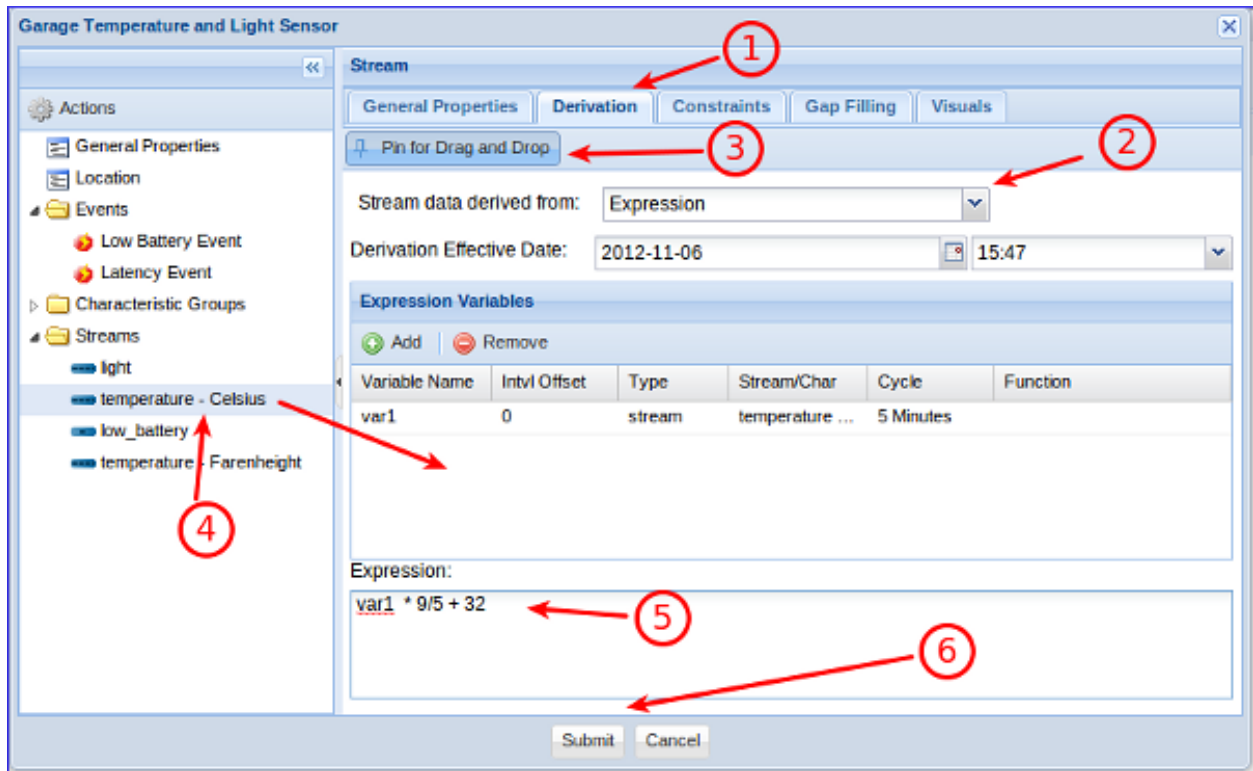 Garage Temperature and Light Sensor
1
Stream
Actions
General Properties Derivation Constraints Gap Filling Visuals
General Properties
Pin for Drag and Drop
3
2
Location
Stream data derived from: Expression
Events
Low Battery Event
Derivation Effective Date: 2012-11-06 15:47
Latency Event
Characteristic Groups
Expression Variables
Streams
Add Remove
light
Variable Name Intvl Offset Type Stream/Char Cycle Function
temperature - Celsius
var1 0 stream temperature ... 5 Minutes
low_battery
temperature - Farenheight
4
Expression:
var1 * 9/5 + 32
5
6
Submit Cancel